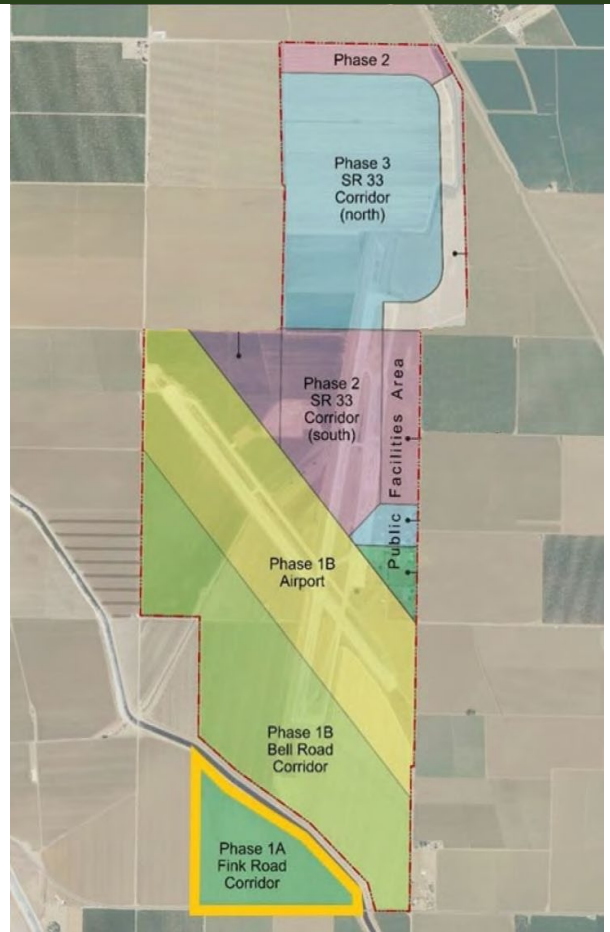 Phase 2
Phase 3
SR 33
Corridor
(north)
Phase 2
SR 33
Corridor
(south)
Public Facilities Area
Phase 1B
Airport
Phase 1B
Bell Road
Corridor
Phase 1A
Fink Road
Corridor